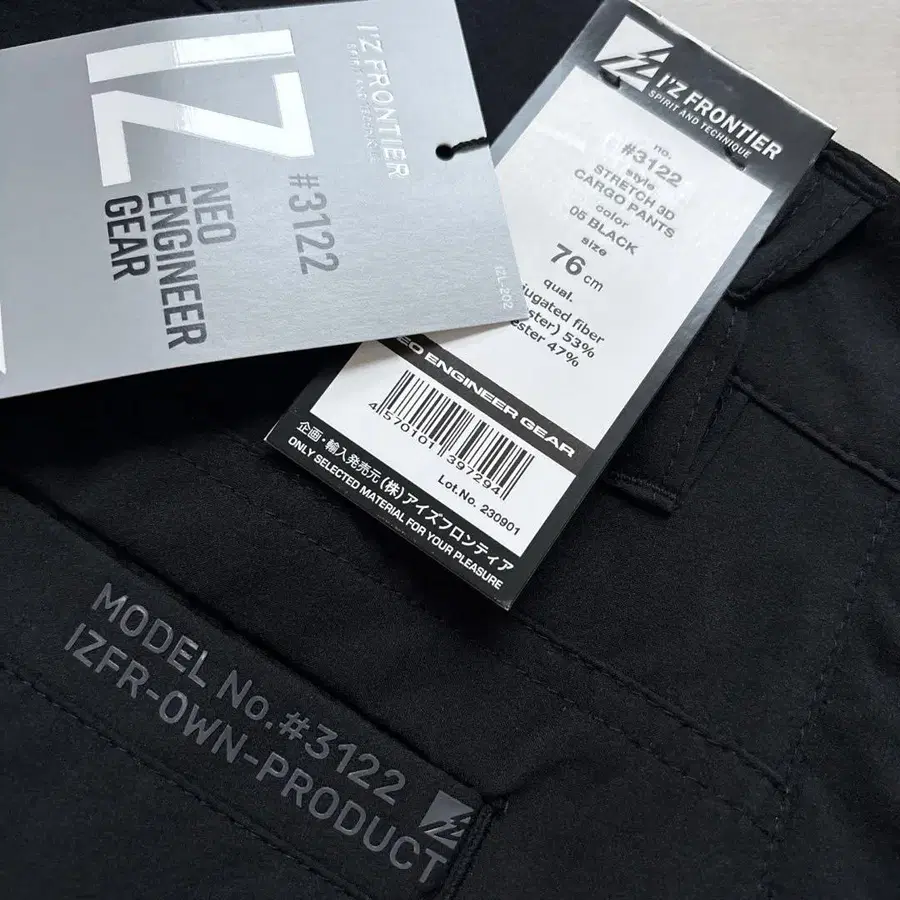 I'Z FRONTIER
SPIRIT AND TECHNIQUE
IZ
#3122
NEO
ENGINEER
GEAR
IZL-202
I'Z FRONTIER
SPIRIT AND TECHNIQUE
no.
#3122
style
STRETCH 3D
CARGO PANTS
color
05 BLACK
size
76 cm
qual.
fiber
53%
47%
NEO ENGINEER GEAR
4 570101 397294
Lot.No. 230901
企画・輸入発売元 (株)アイズフロンティア
ONLY SELECTED MATERIAL FOR YOUR PLEASURE
MODEL No.#3122
IZFR-OWN-PRODUCT